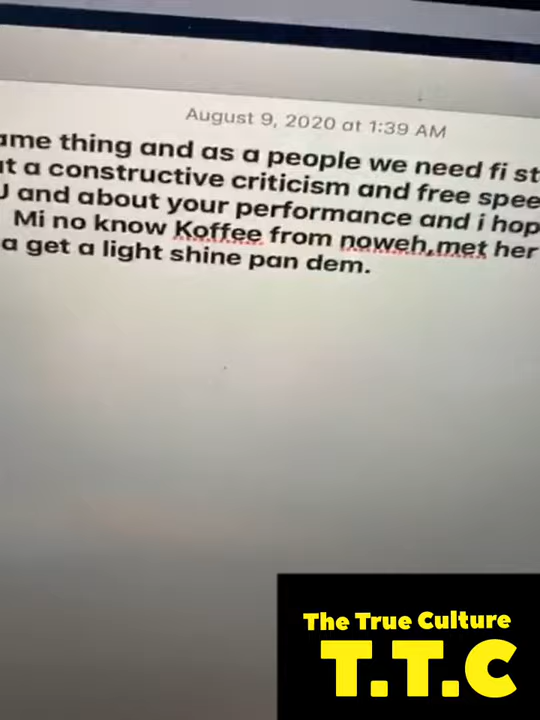 August 9, 2020 at 1:39 AM
ame thing and as a people we need fi st
t a constructive criticism and free spee
J and about your performance and i hop
Mi no know Koffee from noweh,met her
a get a light shine pan dem.
The True Culture
T.T.C